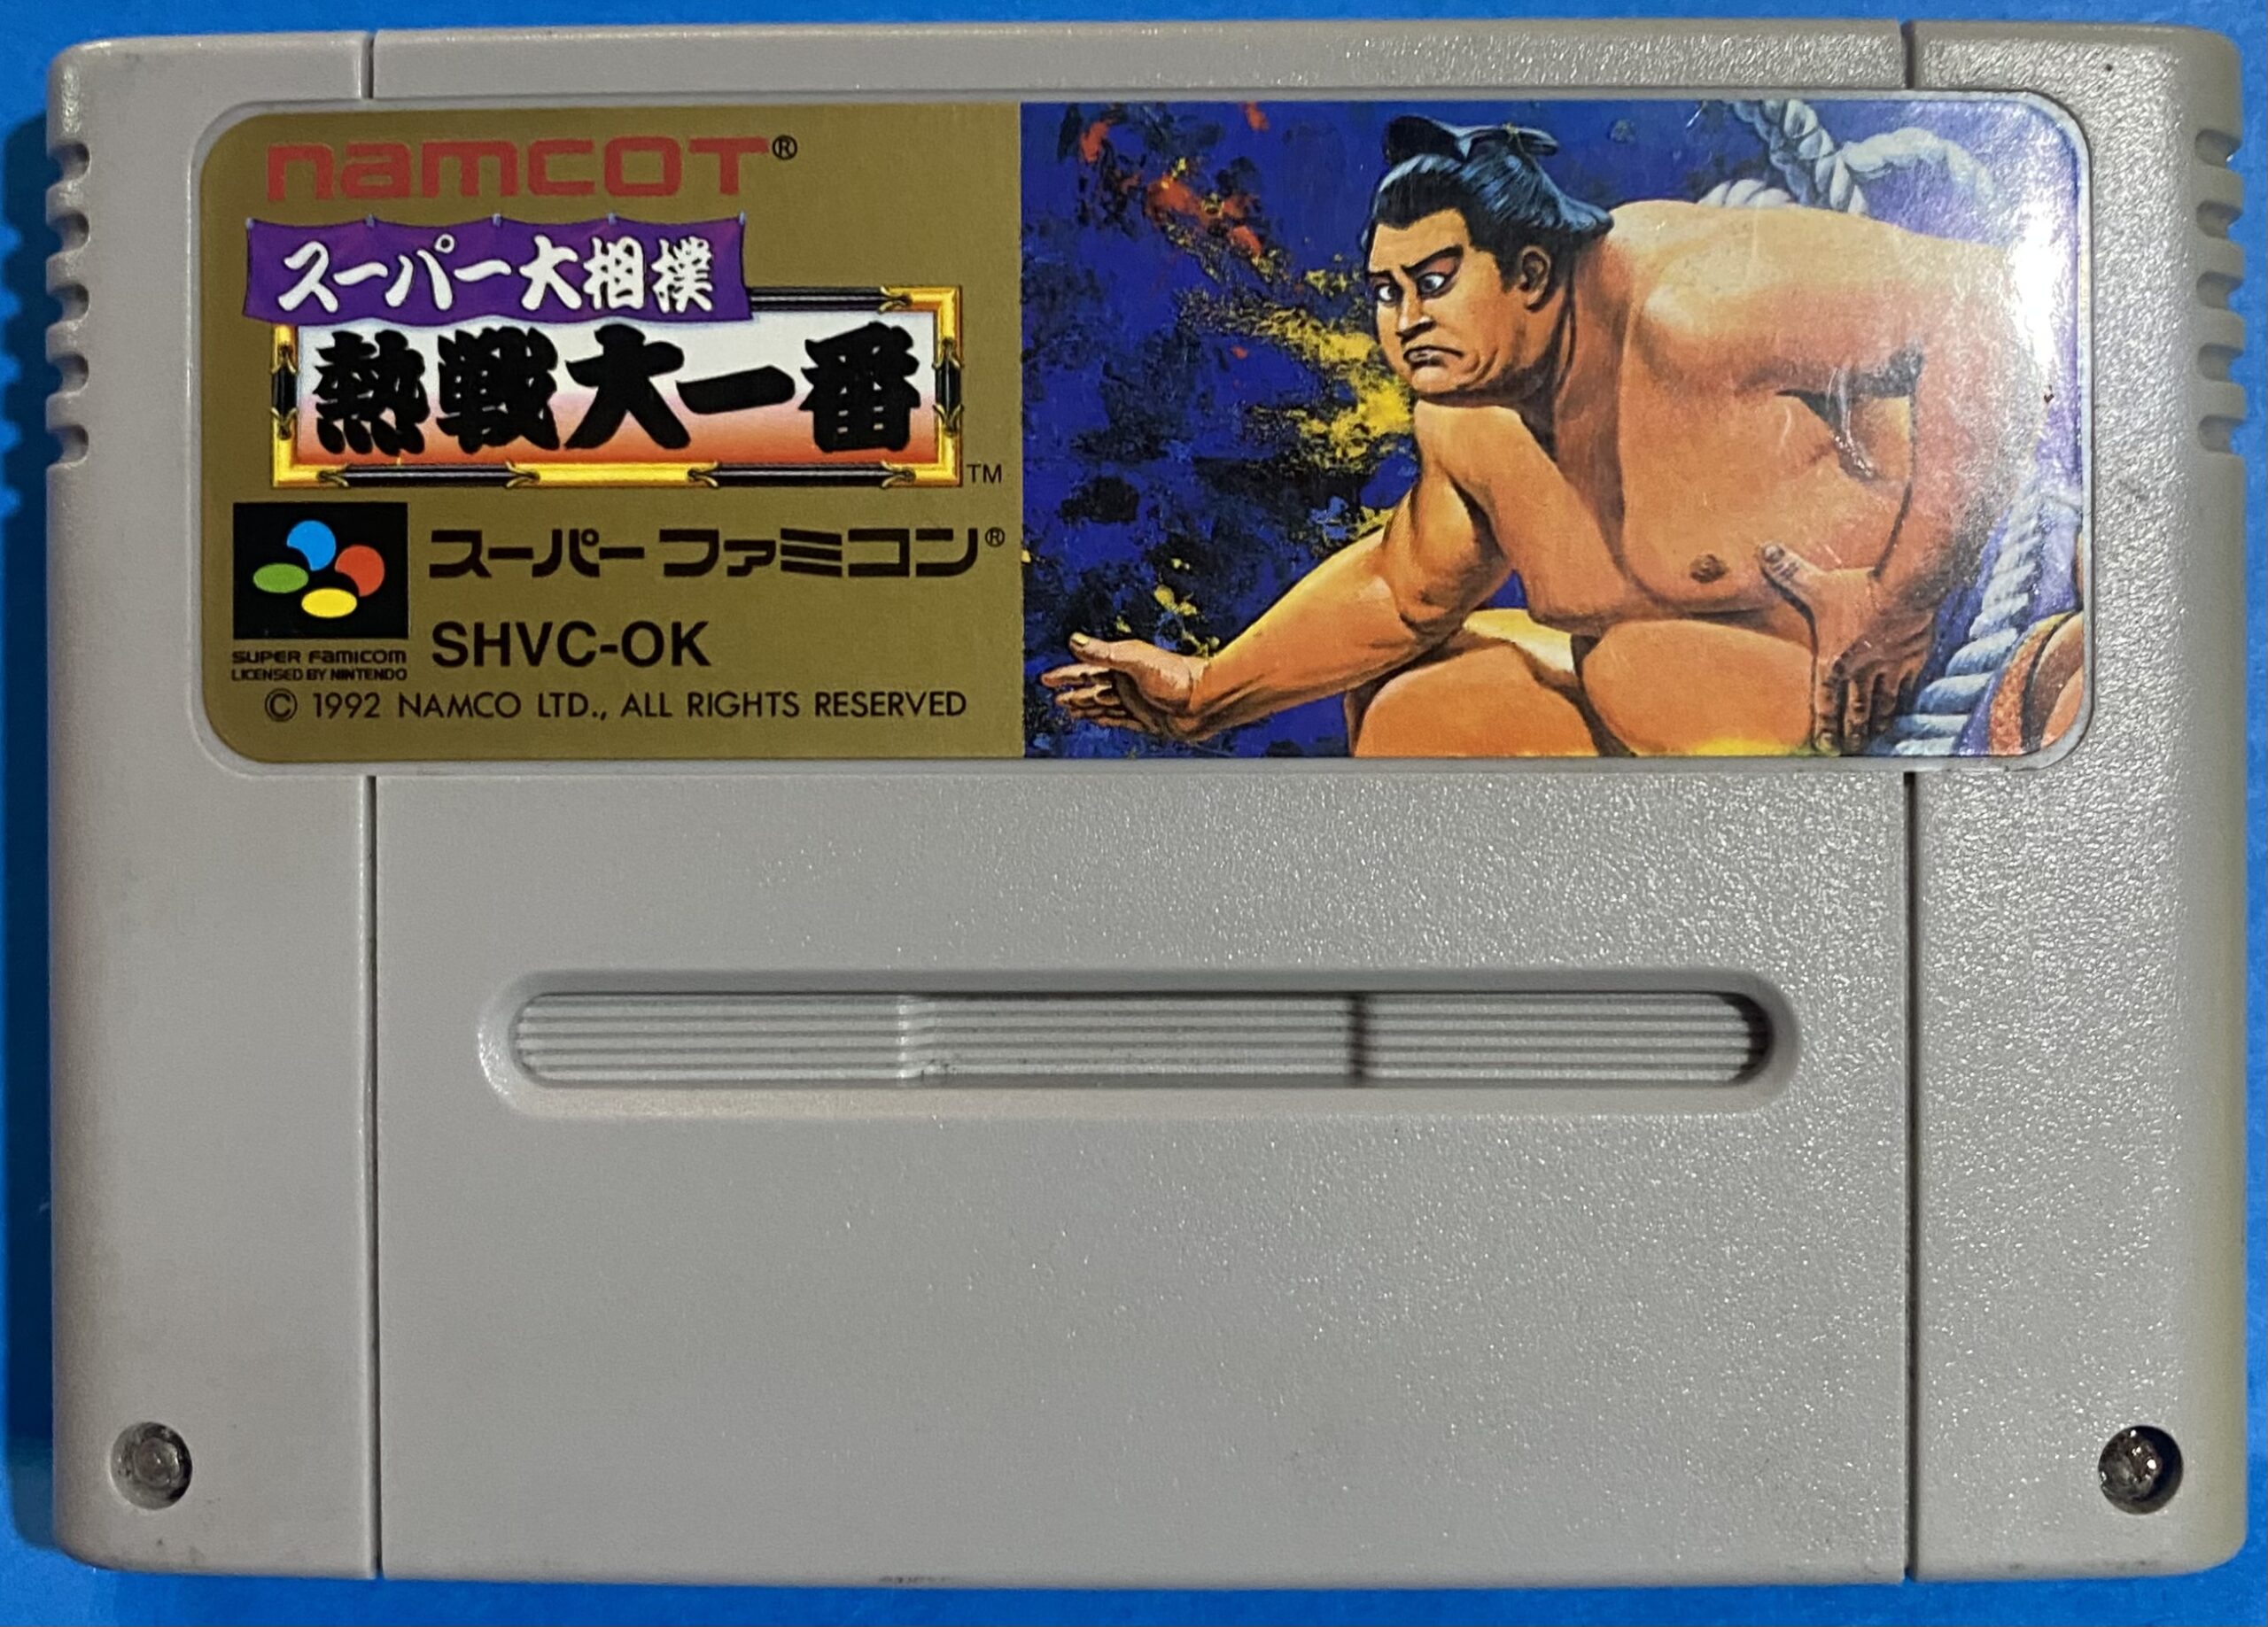 namcot®
スーパー大相撲
熱戦大一番
TM
スーパーファミコン®
SHVC-OK
SUPER FAMICOM
LICENSED BY NINTENDO
© 1992 NAMCO LTD., ALL RIGHTS RESERVED